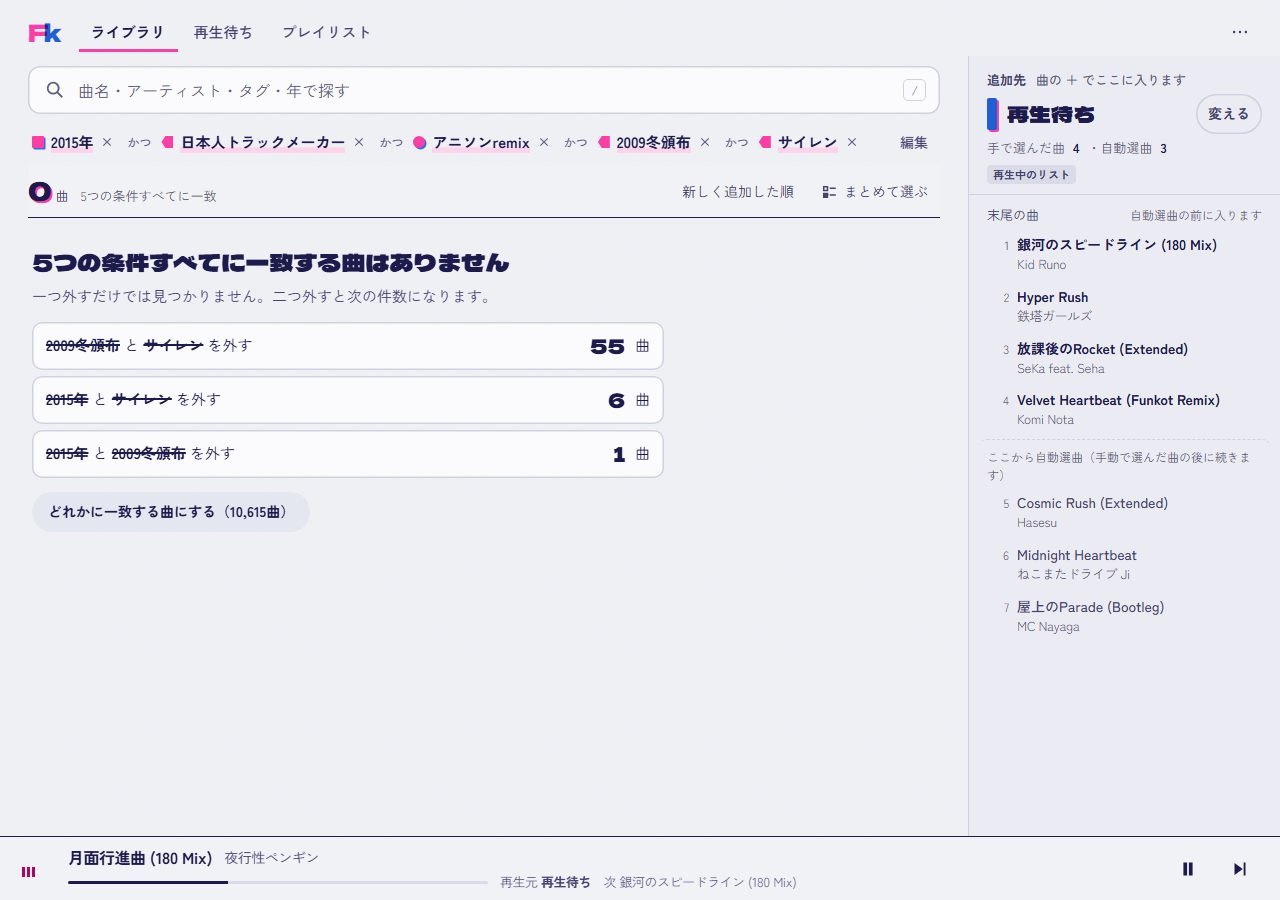 Fk ライブラリ 再生待ち プレイリスト …
曲名・アーティスト・タグ・年で探す /
2015年 × かつ 日本人トラックメーカー × かつ アニソンremix × かつ 2009冬頒布 × かつ サイレン × 編集
0曲 5つの条件すべてに一致 新しく追加した順 まとめて選ぶ
5つの条件すべてに一致する曲はありません
一つ外すだけでは見つかりません。二つ外すと次の件数になります。
2009冬頒布 と サイレン を外す 55 曲
2015年 と サイレン を外す 6 曲
2015年 と 2009冬頒布 を外す 1 曲
どれかに一致する曲にする（10,615曲）
追加先 曲の ＋ でここに入ります
再生待ち 変える
手で選んだ曲 4 ・自動選曲 3
再生中のリスト
末尾の曲 自動選曲の前に入ります
1 銀河のスピードライン (180 Mix)
Kid Runo
2 Hyper Rush
鉄塔ガールズ
3 放課後のRocket (Extended)
SeKa feat. Seha
4 Velvet Heartbeat (Funkot Remix)
Komi Nota
ここから自動選曲（手動で選んだ曲の後に続きま
す）
5 Cosmic Rush (Extended)
Hasesu
6 Midnight Heartbeat
ねこまたドライブ Ji
7 屋上のParade (Bootleg)
MC Nayaga
月面行進曲 (180 Mix) 夜行性ペンギン
再生元 再生待ち 次 銀河のスピードライン (180 Mix)